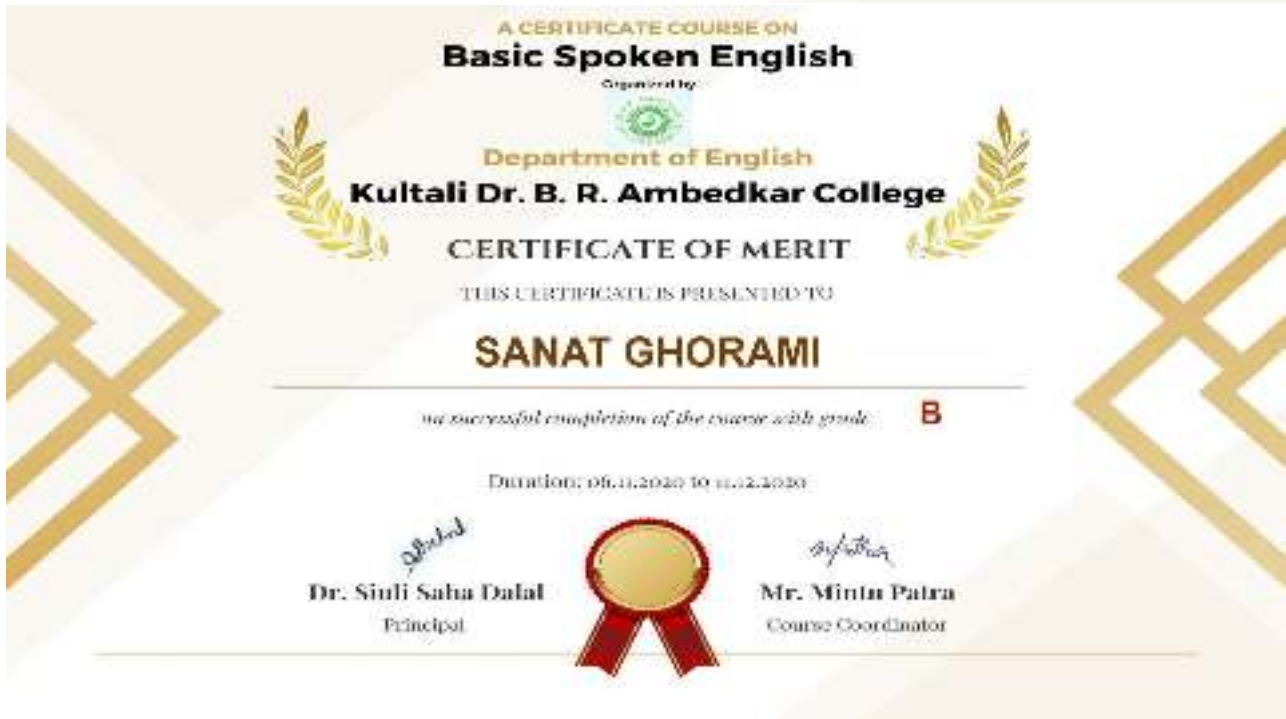 A CERTIFICATE COURSE ON
Basic Spoken English
Organized by
Department of English
Kultali Dr. B. R. Ambedkar College
CERTIFICATE OF MERIT
THIS CERTIFICATE IS PRESENTED TO
SANAT GHORAMI
on successful completion of the course with grade B
Duration: 06.11.2020 to 11.12.2020
Dr. Siuli Saha Dalal Mr. Mintu Patra
Principal Course Coordinator